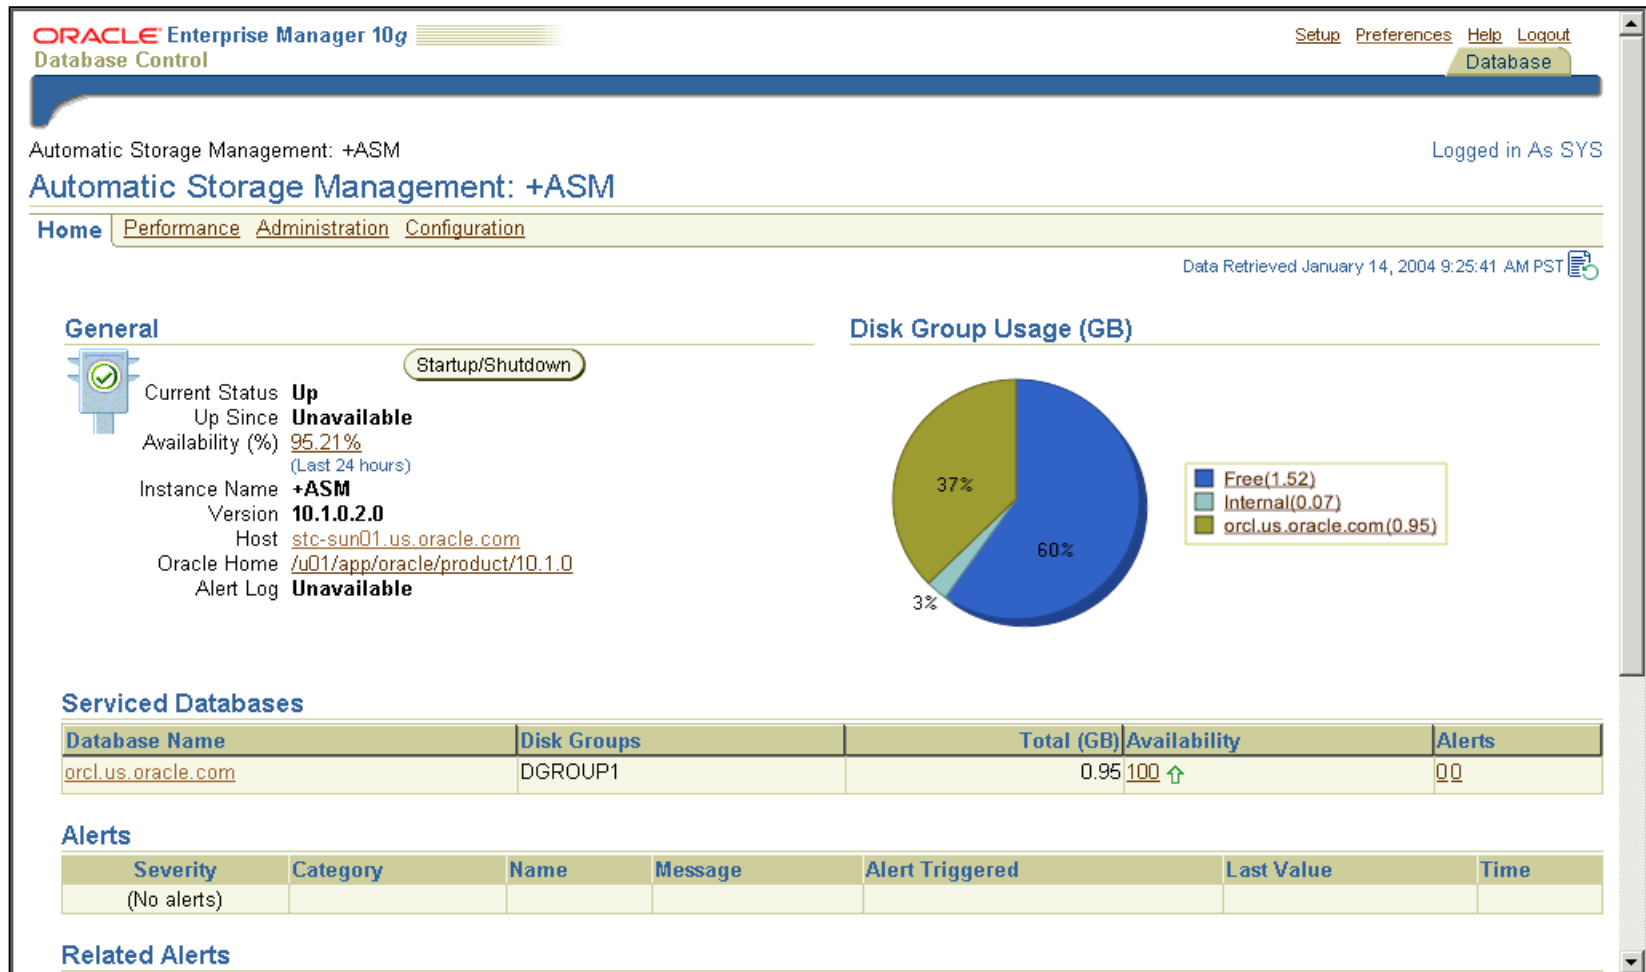 ORACLE Enterprise Manager 10g
Database Control
Setup Preferences Help Logout
Database
Automatic Storage Management: +ASM
Logged in As SYS
Automatic Storage Management: +ASM
Home Performance Administration Configuration
Data Retrieved January 14, 2004 9:25:41 AM PST
General
Startup/Shutdown
Current Status Up
Up Since Unavailable
Availability (%) 95.21%
(Last 24 hours)
Instance Name +ASM
Version 10.1.0.2.0
Host stc-sun01.us.oracle.com
Oracle Home /u01/app/oracle/product/10.1.0
Alert Log Unavailable
Disk Group Usage (GB)
37%
60%
3%
Free(1.52)
Internal(0.07)
orcl.us.oracle.com(0.95)
Serviced Databases
Database Name Disk Groups Total (GB) Availability Alerts
orcl.us.oracle.com DGROUP1 0.95 100 0 0
Alerts
Severity Category Name Message Alert Triggered Last Value Time
(No alerts)
Related Alerts